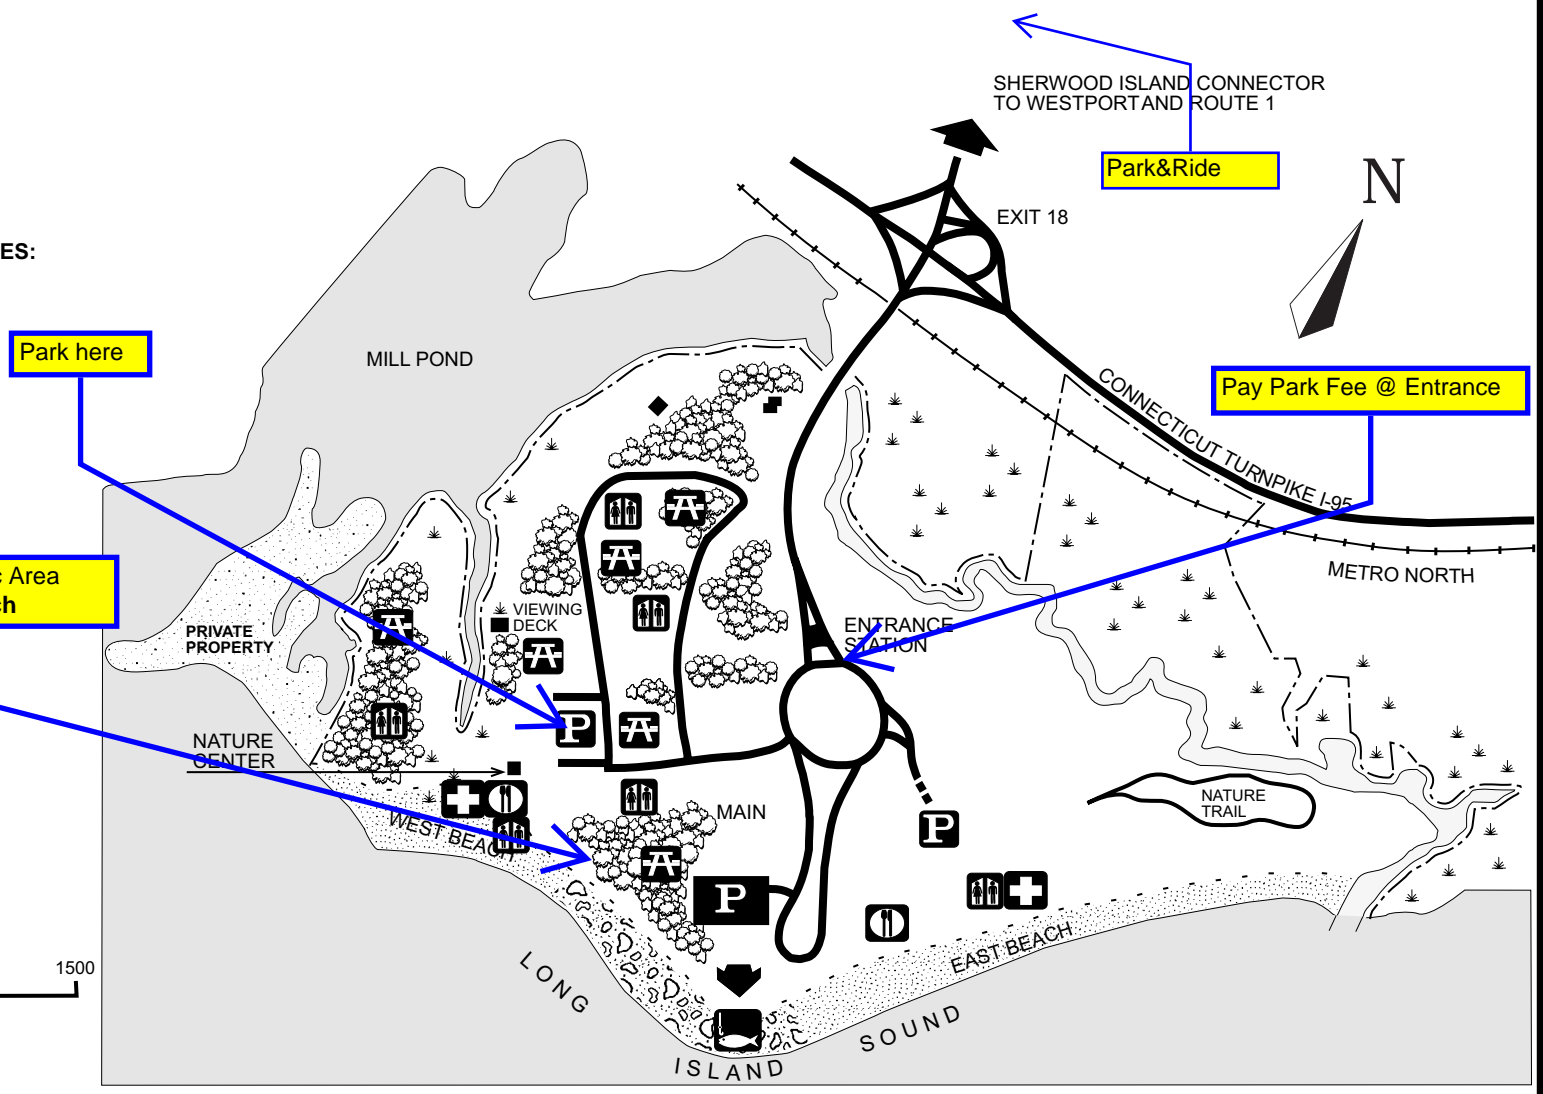 SHERWOOD ISLAND CONNECTOR
TO WESTPORT AND ROUTE 1
Park&Ride
N
EXIT 18
ES:
Park here
MILL POND
CONNECTICUT TURNPIKE I-95
Pay Park Fee @ Entrance
METRO NORTH
c Area
ch
VIEWING
DECK
PRIVATE
PROPERTY
ENTRANCE
STATION
P
NATURE
CENTER
NATURE
TRAIL
WEST BEACH
MAIN
P
P
EAST BEACH
1500
LONG
ISLAND
SOUND